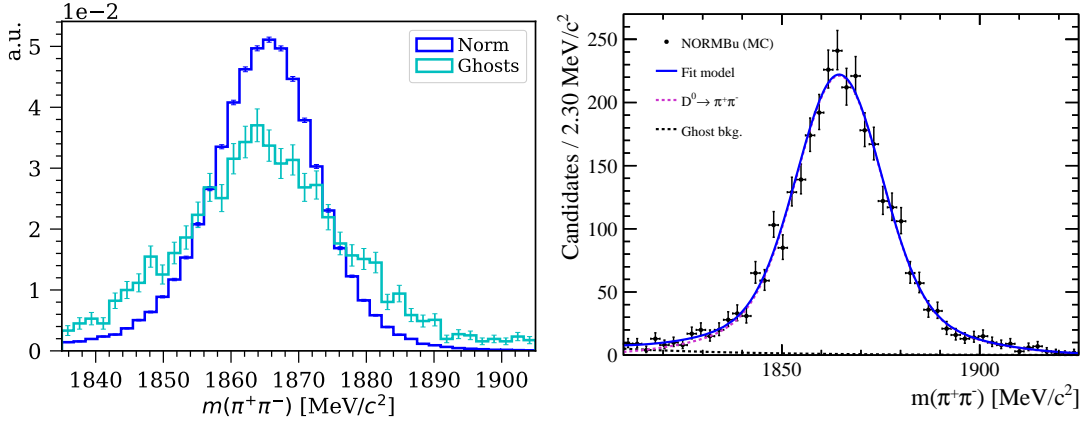 1e−2
a.u.
5
4
3
2
1
0
Norm
Ghosts
1840 1850 1860 1870 1880 1890 1900
m(π⁺π⁻) [MeV/c²]
Candidates / 2.30 MeV/c²
250
200
150
100
50
0
NORMBu (MC)
Fit model
D⁰→ π⁺π⁻
Ghost bkg.
1850 1900
m(π⁺π⁻) [MeV/c²]